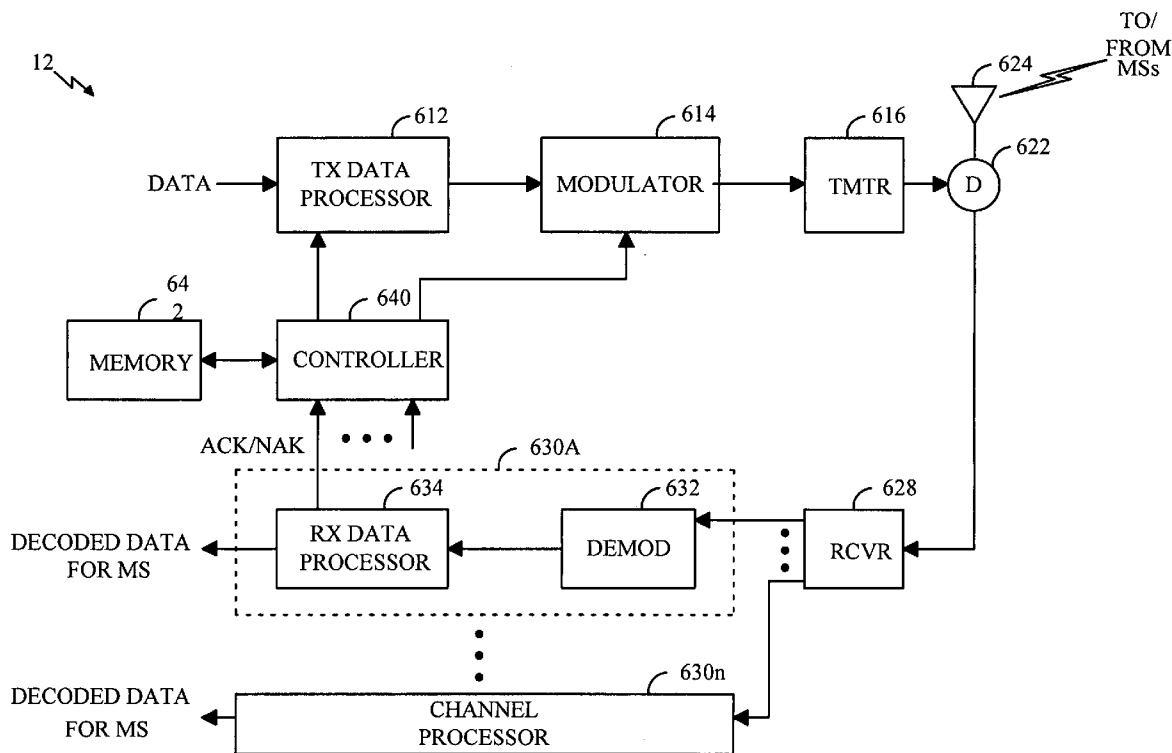 TO/
FROM
MSs
12
624
612
614
616
622
DATA
TX DATA
PROCESSOR
MODULATOR
TMTR
D
64
2
640
MEMORY
CONTROLLER
ACK/NAK
630A
634
632
628
DECODED DATA
FOR MS
RX DATA
PROCESSOR
DEMOD
RCVR
630n
DECODED DATA
FOR MS
CHANNEL
PROCESSOR